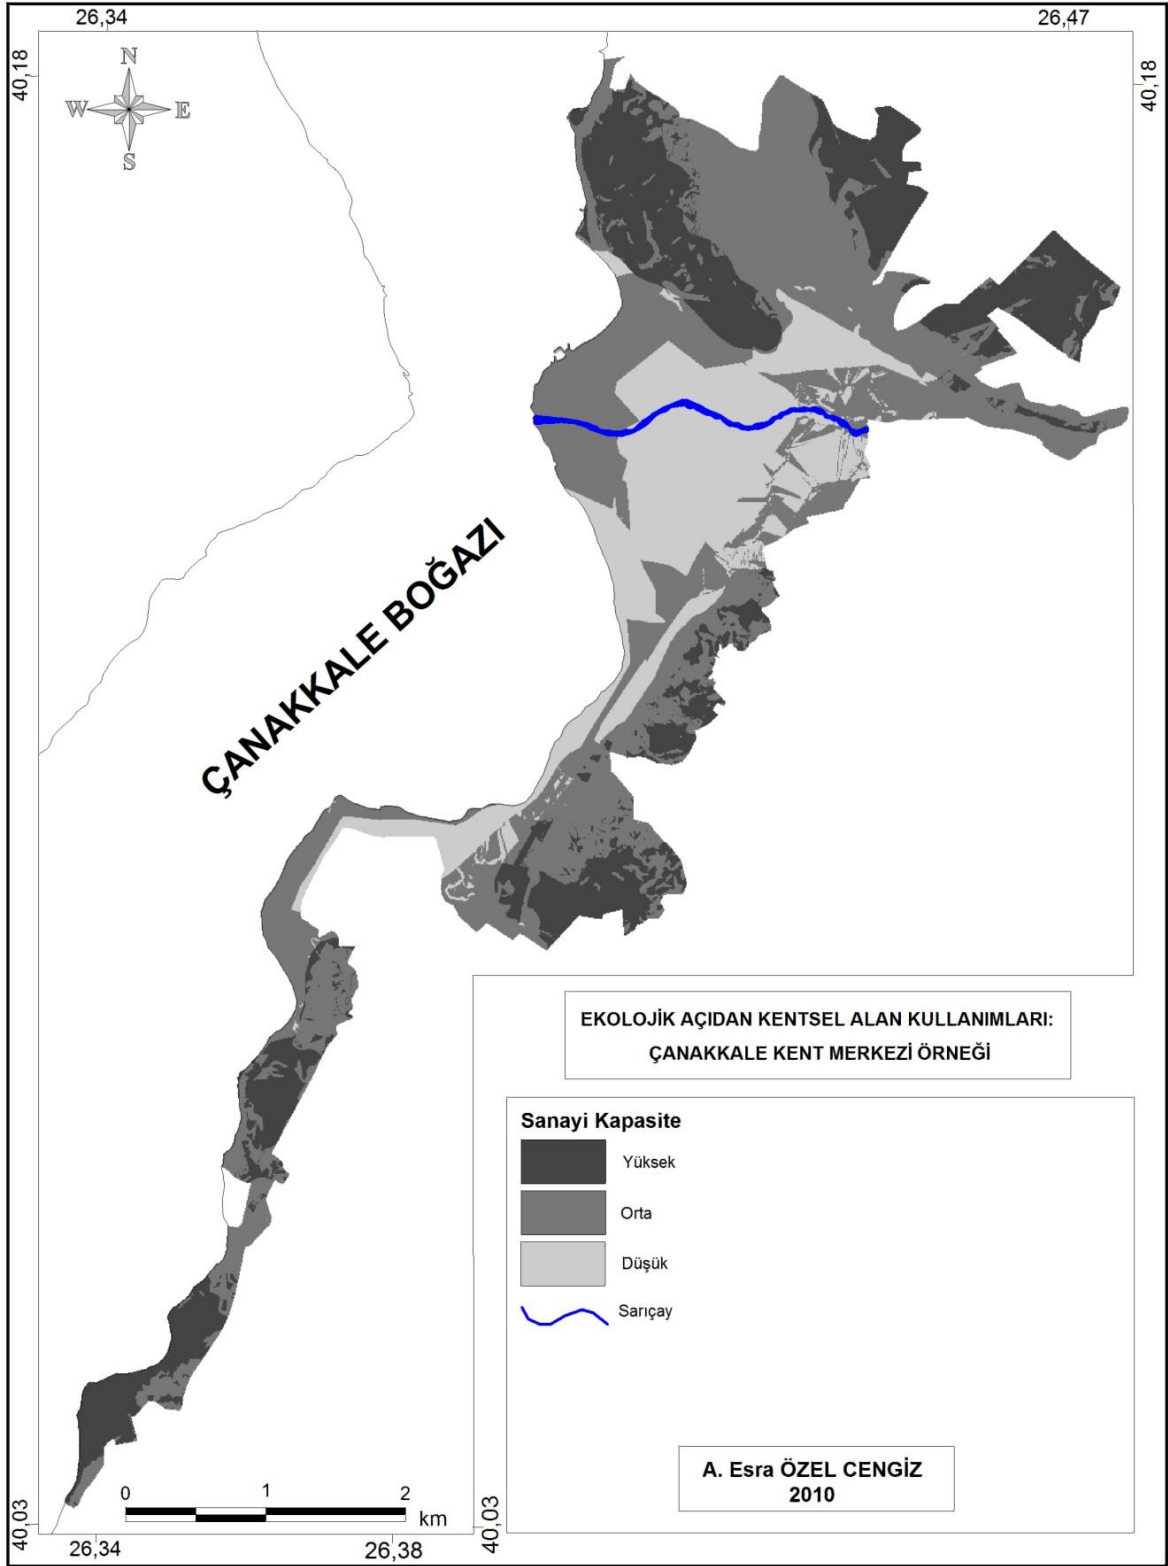 26,34
26,47
40,18
40,18
N
W
E
S
ÇANAKKALE BOĞAZI
EKOLOJİK AÇIDAN KENTSEL ALAN KULLANIMLARI:
ÇANAKKALE KENT MERKEZİ ÖRNEĞİ
Sanayi Kapasite
Yüksek
Orta
Düşük
Sarıçay
A. Esra ÖZEL CENGİZ
2010
0 1 2
km
40,03
40,03
26,34
26,38